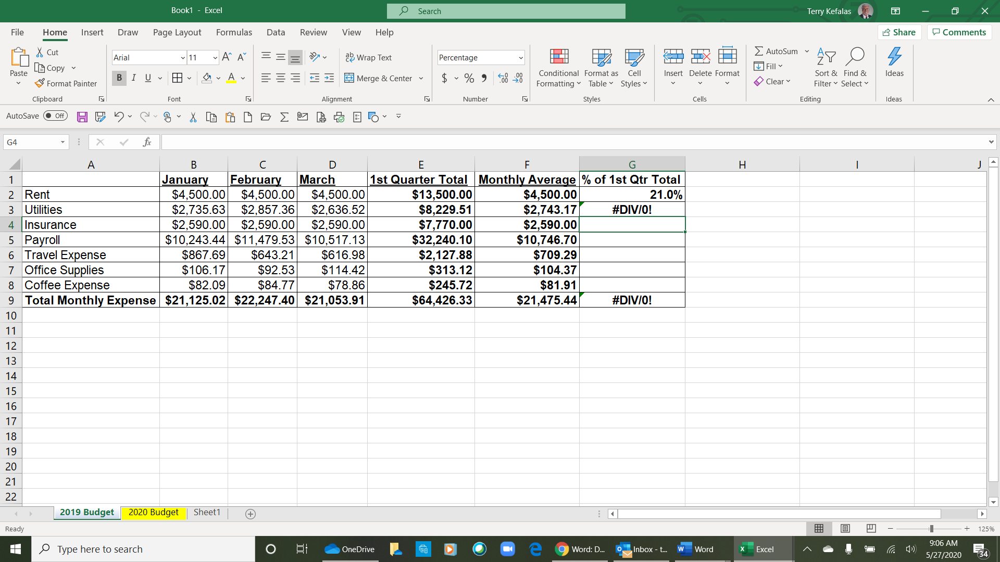 Book1 - Excel
Search
Terry Kefalas
File Home Insert Draw Page Layout Formulas Data Review View Help
Share Comments
Paste
Cut
Copy
Format Painter
Clipboard
Arial 11
B I U
A
Font
ab Wrap Text
Merge & Center
Alignment
Percentage
$ % 9 .00
Number
Conditional Formatting
Format as Table
Cell Styles
Styles
Insert Delete Format
Cells
AutoSum
Fill
Clear
Sort & Filter
Find & Select
Editing
Ideas
Ideas
AutoSave Off
G4 fx
A B C D E F G H I J
1 January February March 1st Quarter Total Monthly Average % of 1st Qtr Total
2 Rent $4,500.00 $4,500.00 $4,500.00 $13,500.00 $4,500.00 21.0%
3 Utilities $2,735.63 $2,857.36 $2,636.52 $8,229.51 $2,743.17 #DIV/0!
4 Insurance $2,590.00 $2,590.00 $2,590.00 $7,770.00 $2,590.00
5 Payroll $10,243.44 $11,479.53 $10,517.13 $32,240.10 $10,746.70
6 Travel Expense $867.69 $643.21 $616.98 $2,127.88 $709.29
7 Office Supplies $106.17 $92.53 $114.42 $313.12 $104.37
8 Coffee Expense $82.09 $84.77 $78.86 $245.72 $81.91
9 Total Monthly Expense $21,125.02 $22,247.40 $21,053.91 $64,426.33 $21,475.44 #DIV/0!
10
11
12
13
14
15
16
17
18
19
20
21
22
2019 Budget 2020 Budget Sheet1
Ready
125%
Type here to search
OneDrive
Word: D...
Inbox - t...
Word
Excel
9:06 AM
5/27/2020
34